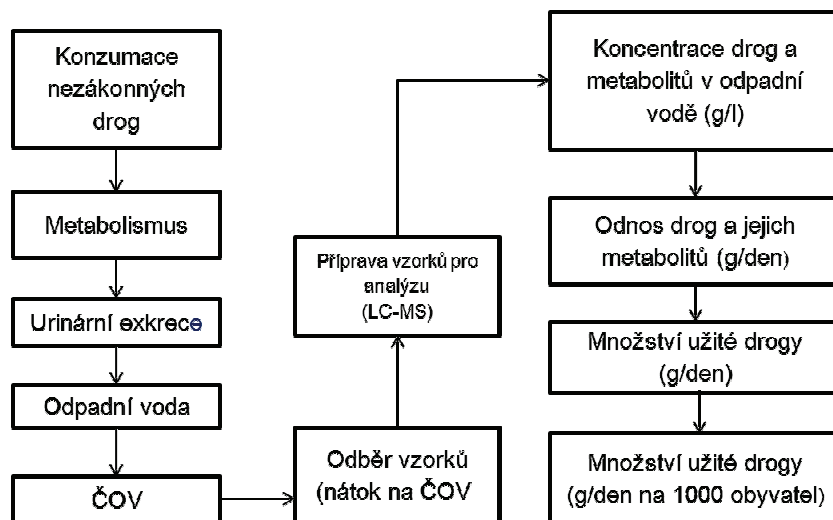 Konzumace
nezákonných
drog
Metabolismus
Urinární exkrece
Odpadní voda
ČOV
Odběr vzorků
(nátok na ČOV
Příprava vzorků pro
analýzu
(LC-MS)
Koncentrace drog a
metabolitů v odpadní
vodě (g/l)
Odnos drog a jejich
metabolitů (g/den)
Množství užité drogy
(g/den)
Množství užité drogy
(g/den na 1000 obyvatel)